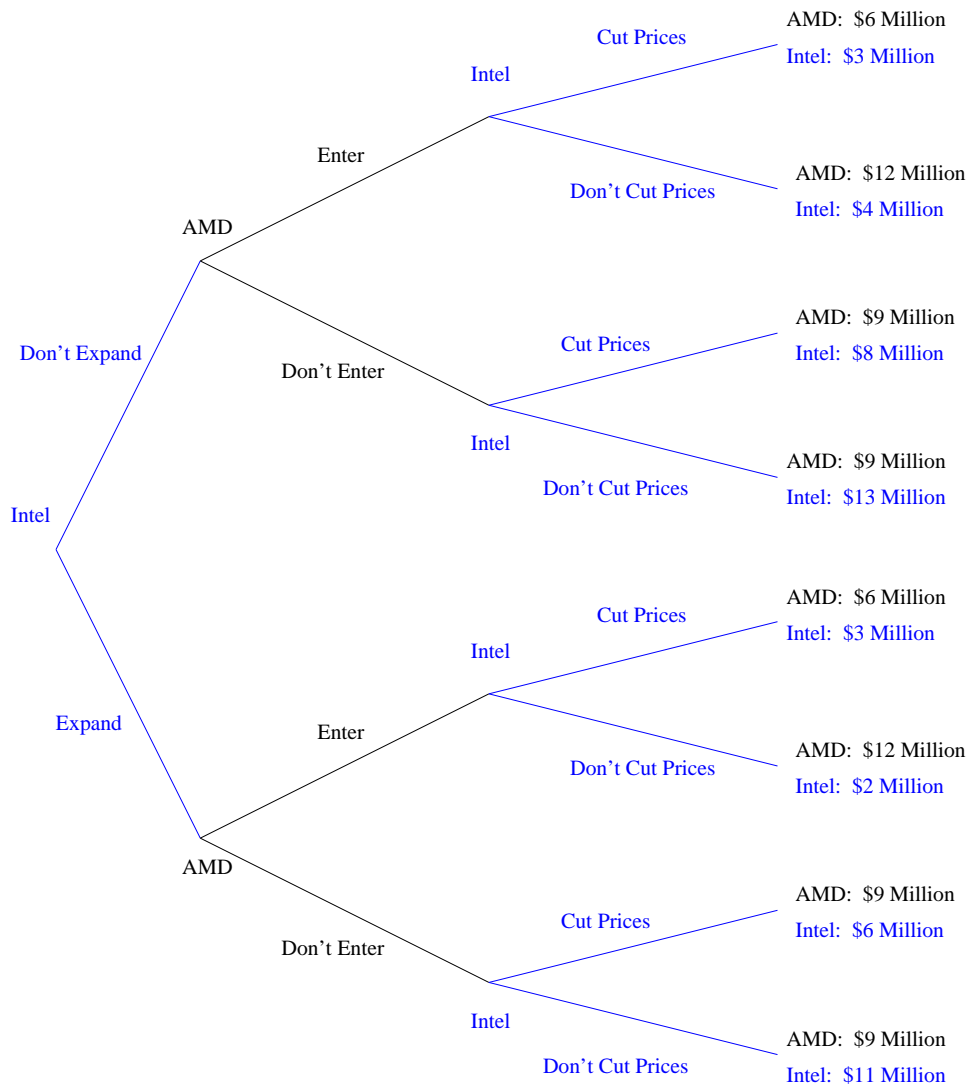 AMD: $6 Million
Cut Prices
Intel: $3 Million
Intel
Enter
AMD: $12 Million
Don't Cut Prices
Intel: $4 Million
AMD
AMD: $9 Million
Cut Prices
Don't Expand
Intel: $8 Million
Don't Enter
Intel
AMD: $9 Million
Don't Cut Prices
Intel: $13 Million
Intel
AMD: $6 Million
Cut Prices
Intel: $3 Million
Intel
Expand
Enter
AMD: $12 Million
Don't Cut Prices
Intel: $2 Million
AMD
AMD: $9 Million
Cut Prices
Intel: $6 Million
Don't Enter
Intel
AMD: $9 Million
Don't Cut Prices
Intel: $11 Million